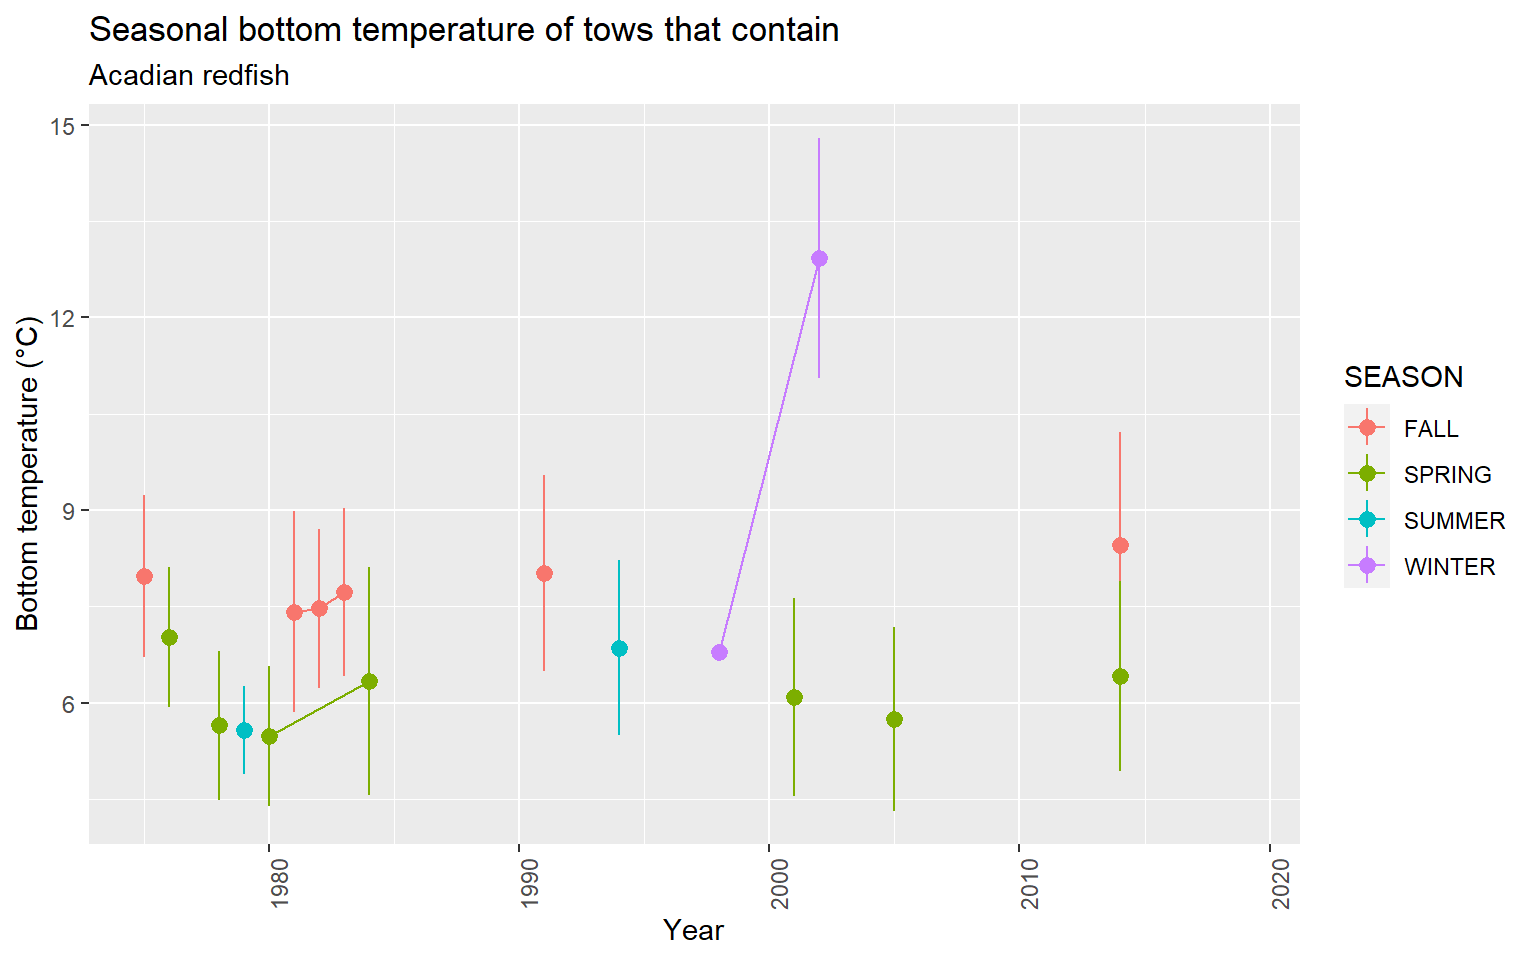 Seasonal bottom temperature of tows that contain
Acadian redfish
15
12
9
6
Bottom temperature (°C)
1980
1990
2000
2010
2020
Year
SEASON
FALL
SPRING
SUMMER
WINTER